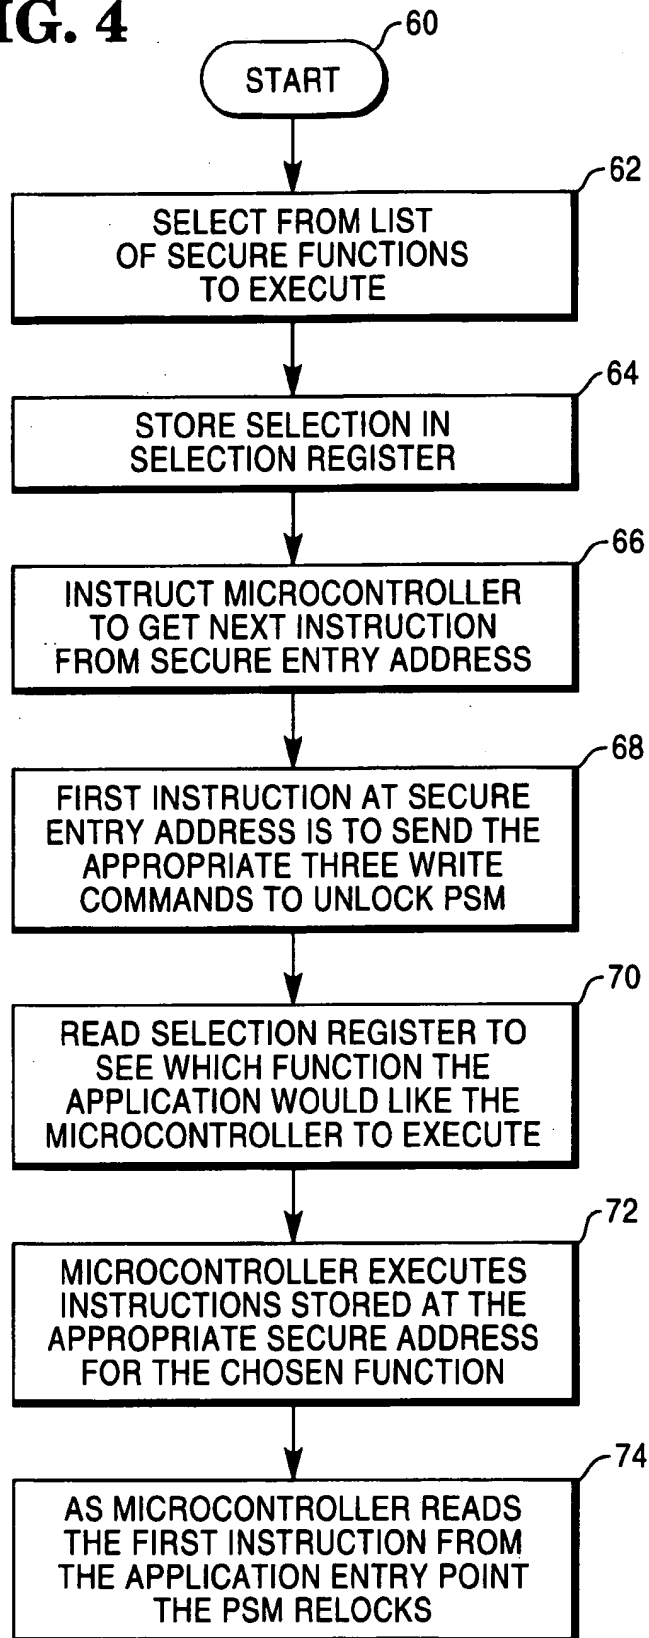 IG. 4
60
START
62
SELECT FROM LIST
OF SECURE FUNCTIONS
TO EXECUTE
64
STORE SELECTION IN
SELECTION REGISTER
66
INSTRUCT MICROCONTROLLER
TO GET NEXT INSTRUCTION
FROM SECURE ENTRY ADDRESS
68
FIRST INSTRUCTION AT SECURE
ENTRY ADDRESS IS TO SEND THE
APPROPRIATE THREE WRITE
COMMANDS TO UNLOCK PSM
70
READ SELECTION REGISTER TO
SEE WHICH FUNCTION THE
APPLICATION WOULD LIKE THE
MICROCONTROLLER TO EXECUTE
72
MICROCONTROLLER EXECUTES
INSTRUCTIONS STORED AT THE
APPROPRIATE SECURE ADDRESS
FOR THE CHOSEN FUNCTION
74
AS MICROCONTROLLER READS
THE FIRST INSTRUCTION FROM
THE APPLICATION ENTRY POINT
THE PSM RELOCKS